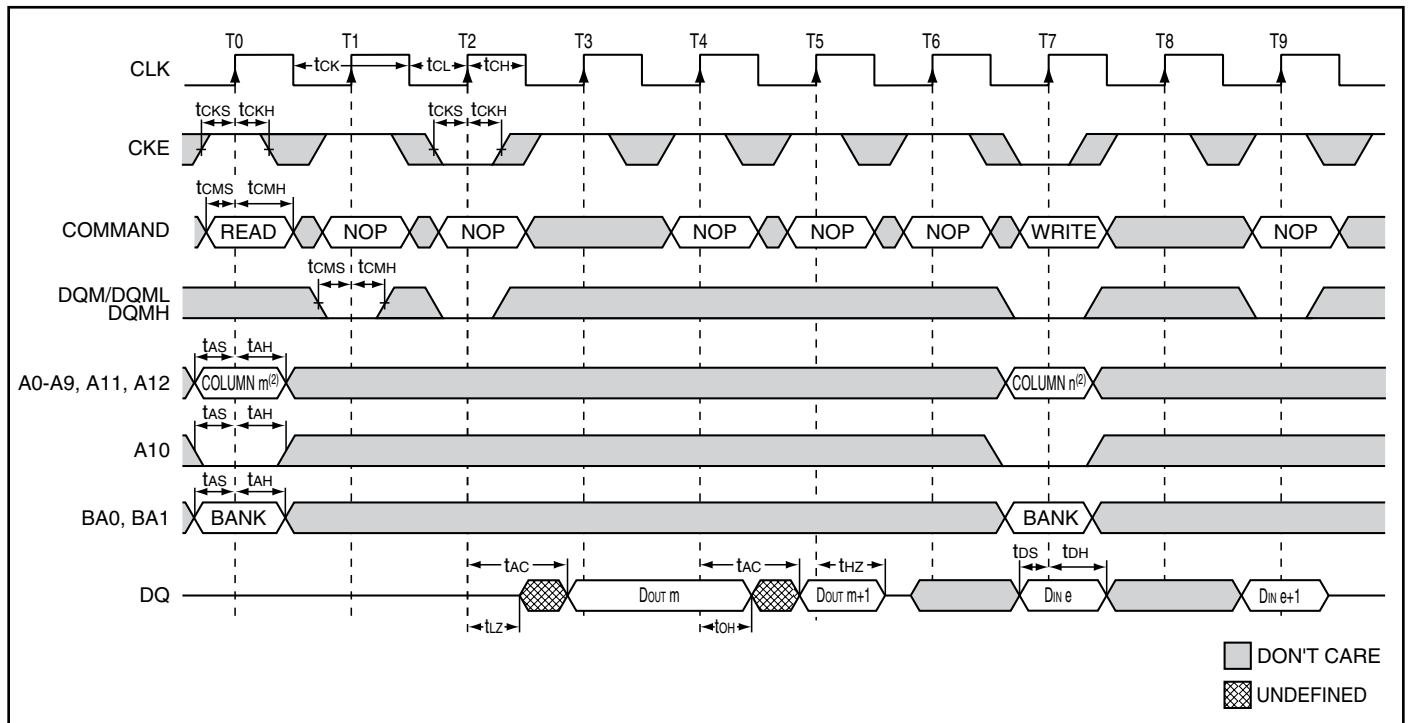 T0 T1 T2 T3 T4 T5 T6 T7 T8 T9
CLK tCK tCL tCH
tCKS tCKH tCKS tCKH
CKE
tCMS tCMH
COMMAND READ NOP NOP NOP NOP NOP WRITE NOP
tCMS tCMH
DQM/DQML
DQMH
tAS tAH
A0-A9, A11, A12 COLUMN m(2) COLUMN n(2)
tAS tAH
A10
tAS tAH
BA0, BA1 BANK BANK
tAC tAC tHZ tDS tDH
DQ DOUT m DOUT m+1 DIN e DIN e+1
tLZ tOH
DON'T CARE
UNDEFINED